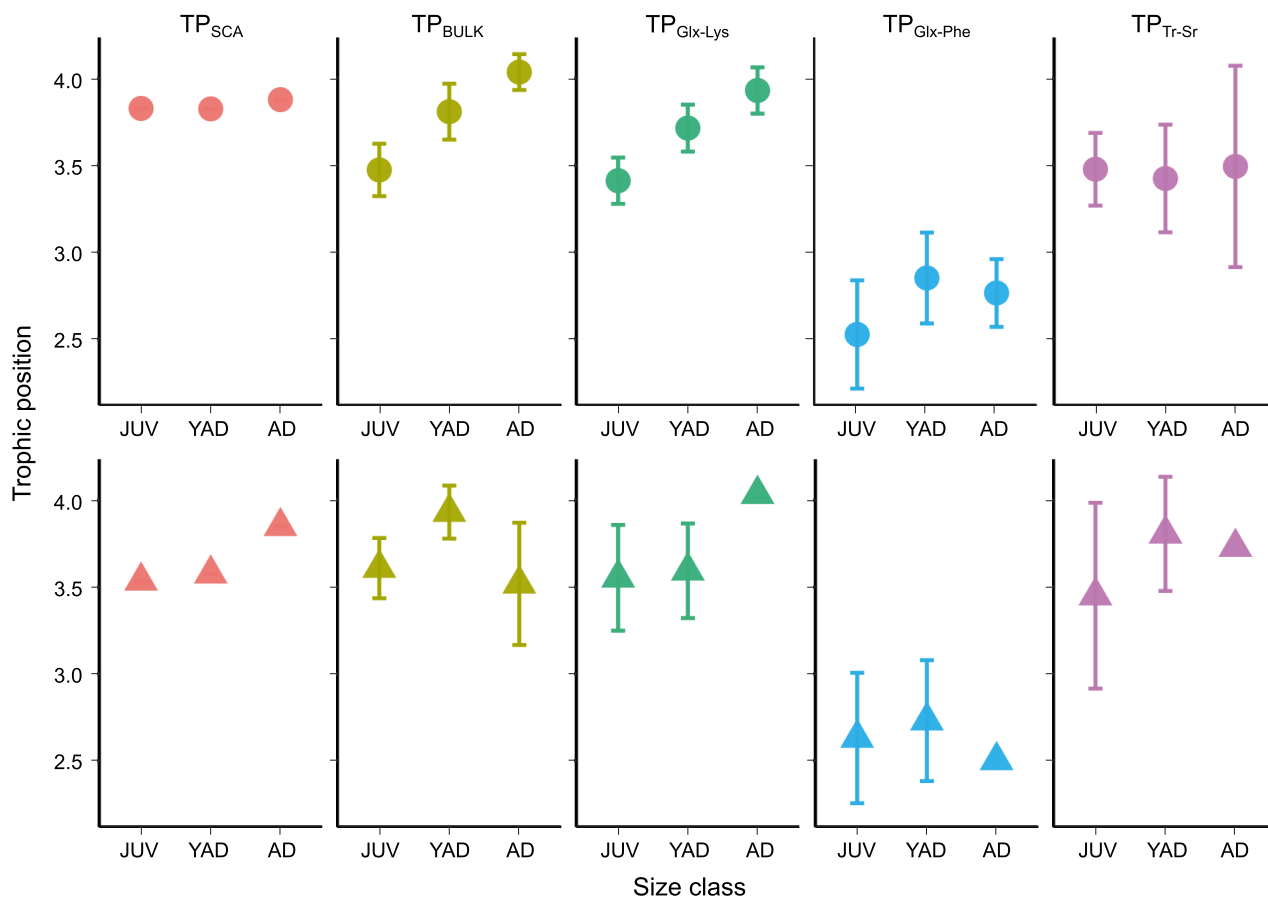 TPSCA TPBULK TPGlx-Lys TPGlx-Phe TPTr-Sr
4.0
3.5
3.0
2.5
JUV YAD AD JUV YAD AD JUV YAD AD JUV YAD AD JUV YAD AD
Trophic position
4.0
3.5
3.0
2.5
JUV YAD AD JUV YAD AD JUV YAD AD JUV YAD AD JUV YAD AD
Size class